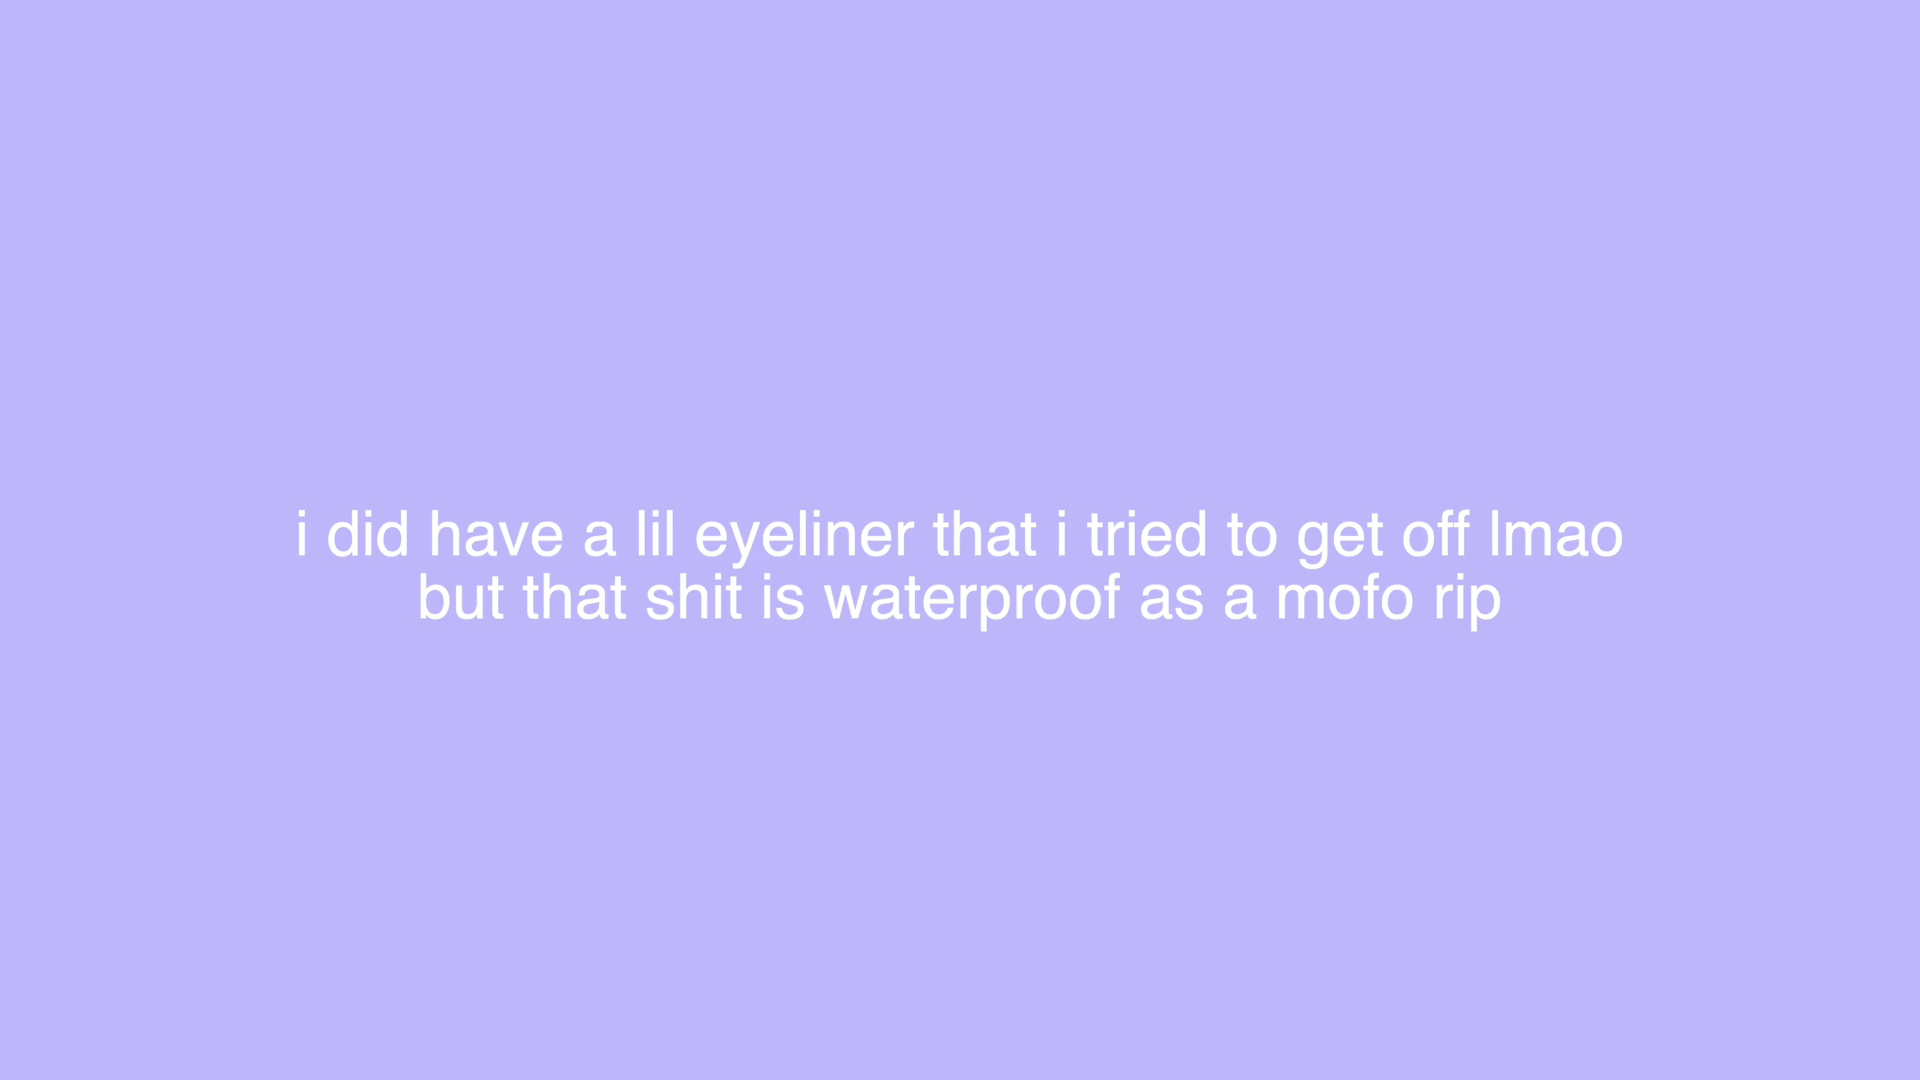 i did have a lil eyeliner that i tried to get off lmao
but that shit is waterproof as a mofo rip